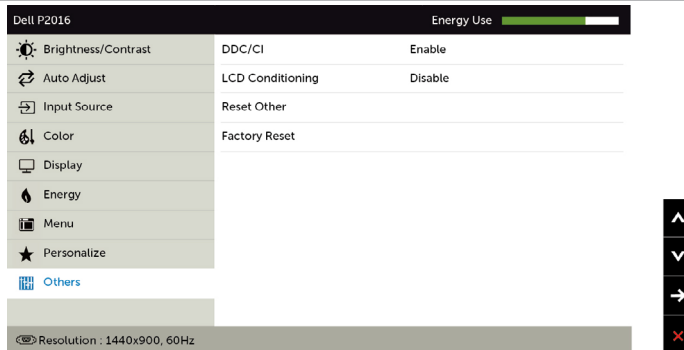 Dell P2016 Energy Use
Brightness/Contrast DDC/CI Enable
Auto Adjust LCD Conditioning Disable
Input Source Reset Other
Color Factory Reset
Display
Energy
Menu
Personalize
Others
Resolution : 1440x900, 60Hz